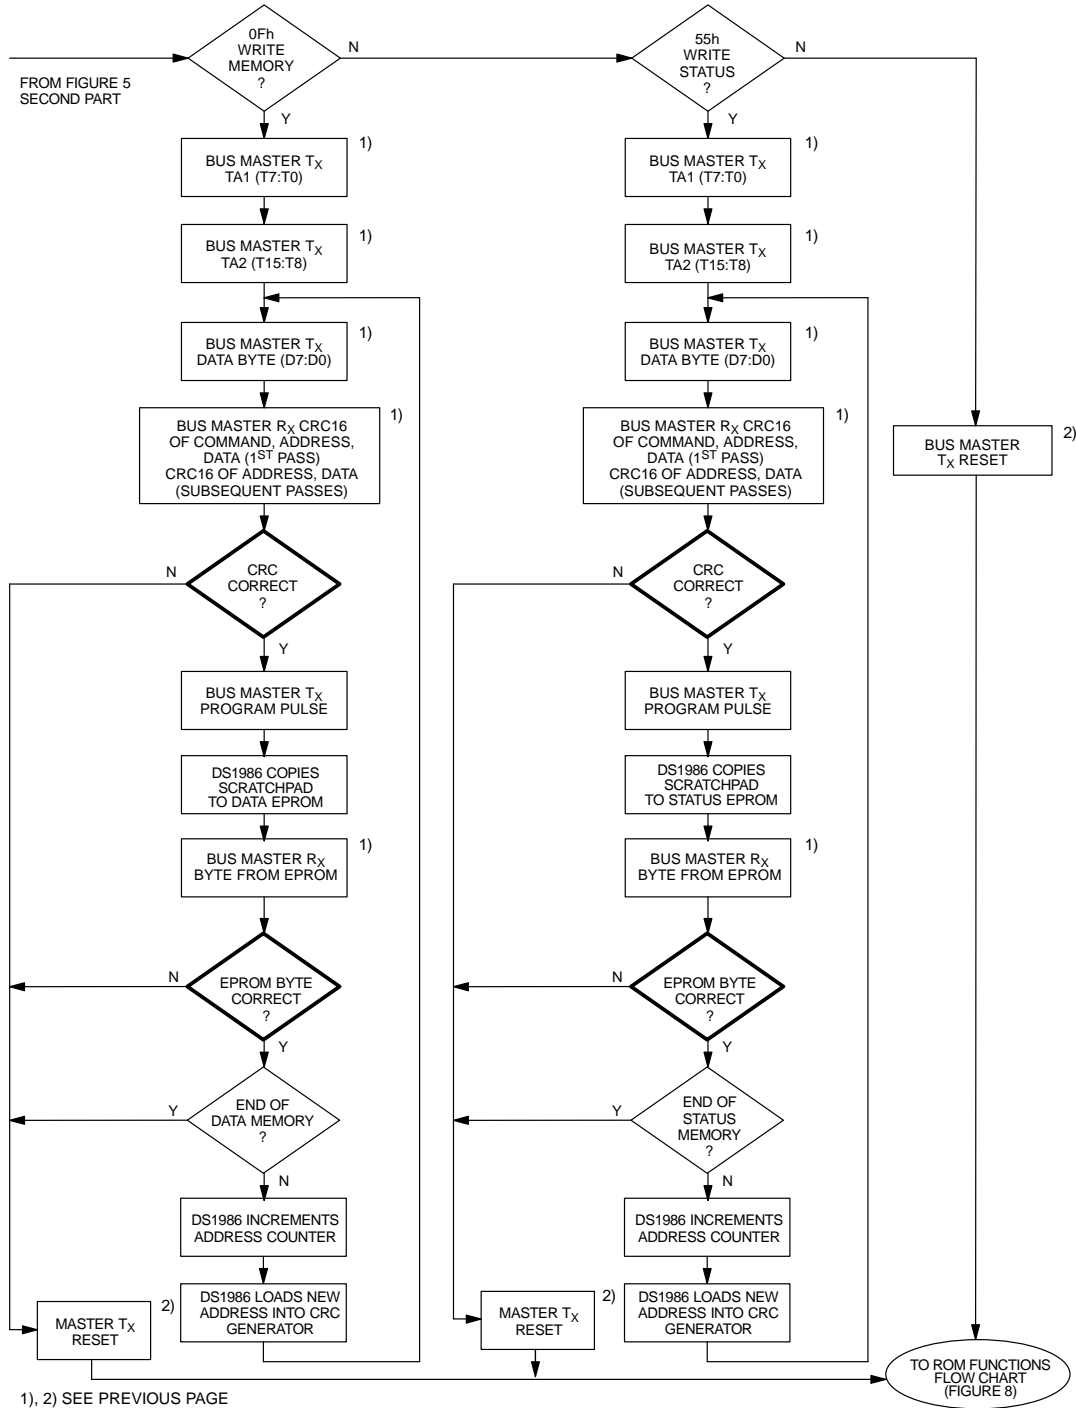 FROM FIGURE 5
SECOND PART
0Fh
WRITE
MEMORY
?
N
Y
BUS MASTER TX
TA1 (T7:T0)
1)
BUS MASTER TX
TA2 (T15:T8)
1)
BUS MASTER TX
DATA BYTE (D7:D0)
1)
BUS MASTER RX CRC16
OF COMMAND, ADDRESS,
DATA (1ST PASS)
CRC16 OF ADDRESS, DATA
(SUBSEQUENT PASSES)
1)
CRC
CORRECT
?
N
Y
BUS MASTER TX
PROGRAM PULSE
DS1986 COPIES
SCRATCHPAD
TO DATA EPROM
BUS MASTER RX
BYTE FROM EPROM
1)
EPROM BYTE
CORRECT
?
N
Y
END OF
DATA MEMORY
?
Y
N
DS1986 INCREMENTS
ADDRESS COUNTER
DS1986 LOADS NEW
ADDRESS INTO CRC
GENERATOR
MASTER TX
RESET
2)
55h
WRITE
STATUS
?
N
Y
BUS MASTER TX
TA1 (T7:T0)
1)
BUS MASTER TX
TA2 (T15:T8)
1)
BUS MASTER TX
DATA BYTE (D7:D0)
1)
BUS MASTER RX CRC16
OF COMMAND, ADDRESS,
DATA (1ST PASS)
CRC16 OF ADDRESS, DATA
(SUBSEQUENT PASSES)
1)
CRC
CORRECT
?
N
Y
BUS MASTER TX
PROGRAM PULSE
DS1986 COPIES
SCRATCHPAD
TO STATUS EPROM
BUS MASTER RX
BYTE FROM EPROM
1)
EPROM BYTE
CORRECT
?
N
Y
END OF
STATUS
MEMORY
?
Y
N
DS1986 INCREMENTS
ADDRESS COUNTER
DS1986 LOADS NEW
ADDRESS INTO CRC
GENERATOR
MASTER TX
RESET
2)
BUS MASTER
TX RESET
2)
TO ROM FUNCTIONS
FLOW CHART
(FIGURE 8)
1), 2) SEE PREVIOUS PAGE